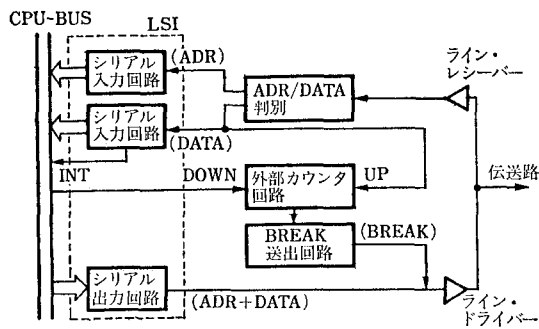 CPU-BUS
LSI
シリアル
入力回路
(ADR)
ADR/DATA
判別
ライン・
レシーバー
シリアル
入力回路
(DATA)
INT
DOWN
外部カウンタ
回路
UP
伝送路
BREAK
送出回路
(BREAK)
シリアル
出力回路
(ADR+DATA)
ライン・
ドライバー